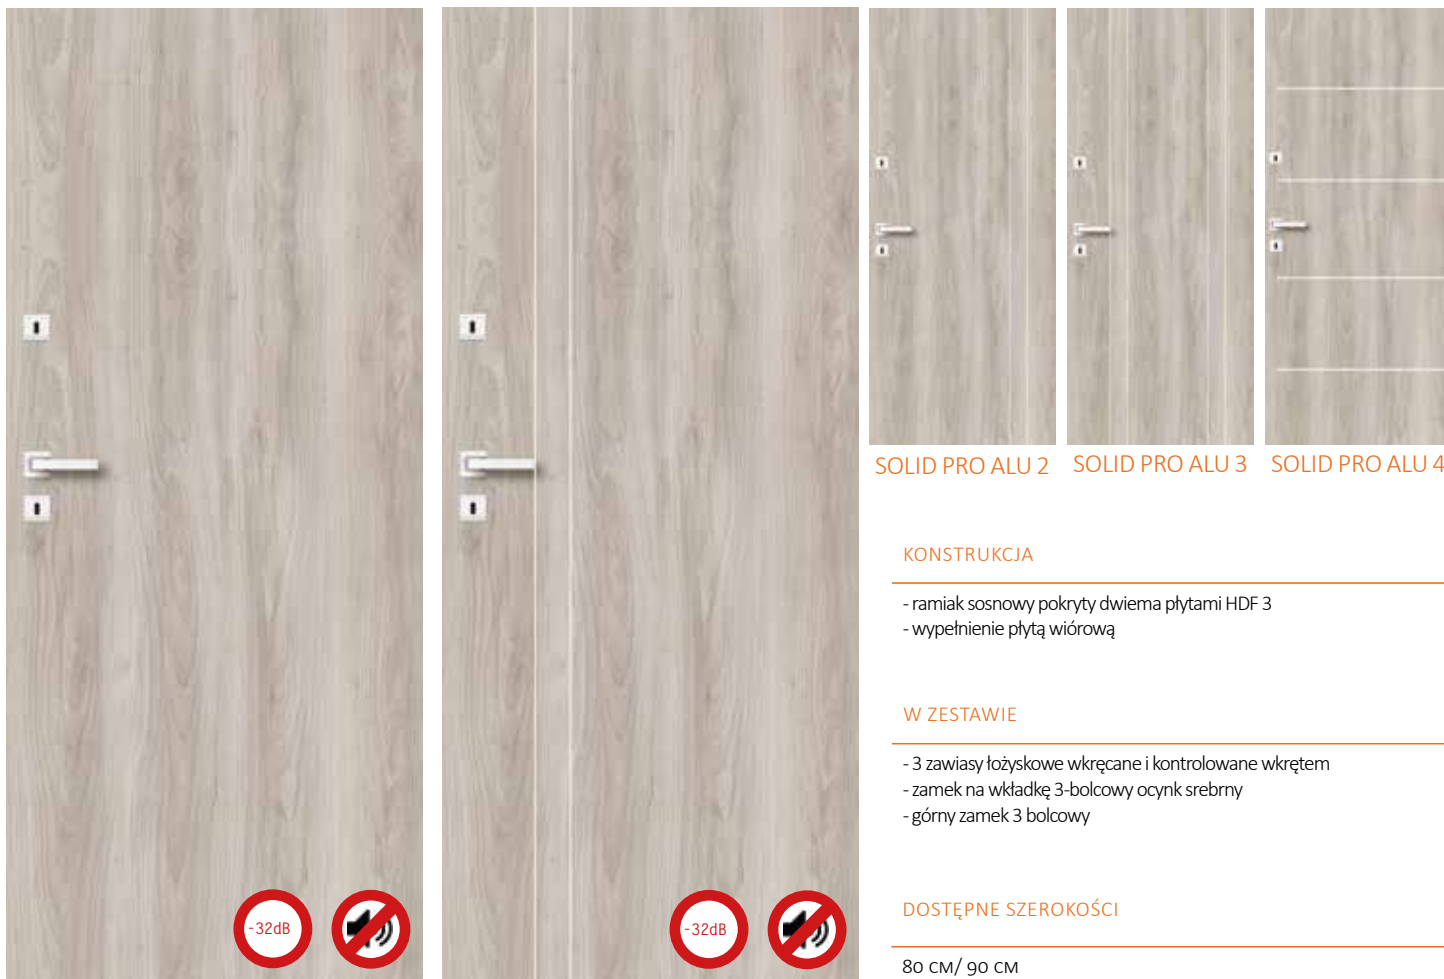 SOLID PRO ALU 2
SOLID PRO ALU 3
SOLID PRO ALU 4
KONSTRUKCJA
- ramiak sosnowy pokryty dwiema płytami HDF 3
- wypełnienie płytą wiórową
W ZESTAWIE
- 3 zawiasy łożyskowe wkręcane i kontrolowane wkrętem
- zamek na wkładkę 3-bolcowy ocynk srebrny
- górny zamek 3 bolcowy
DOSTĘPNE SZEROKOŚCI
80 CM/ 90 CM
-32dB
-32dB